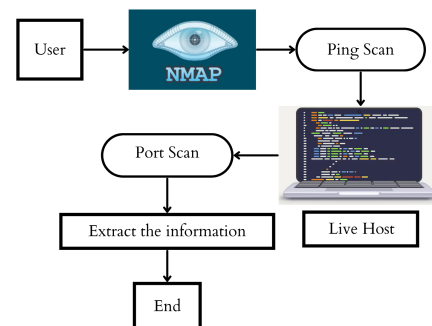 User
NMAP
Ping Scan
Port Scan
Live Host
Extract the information
End